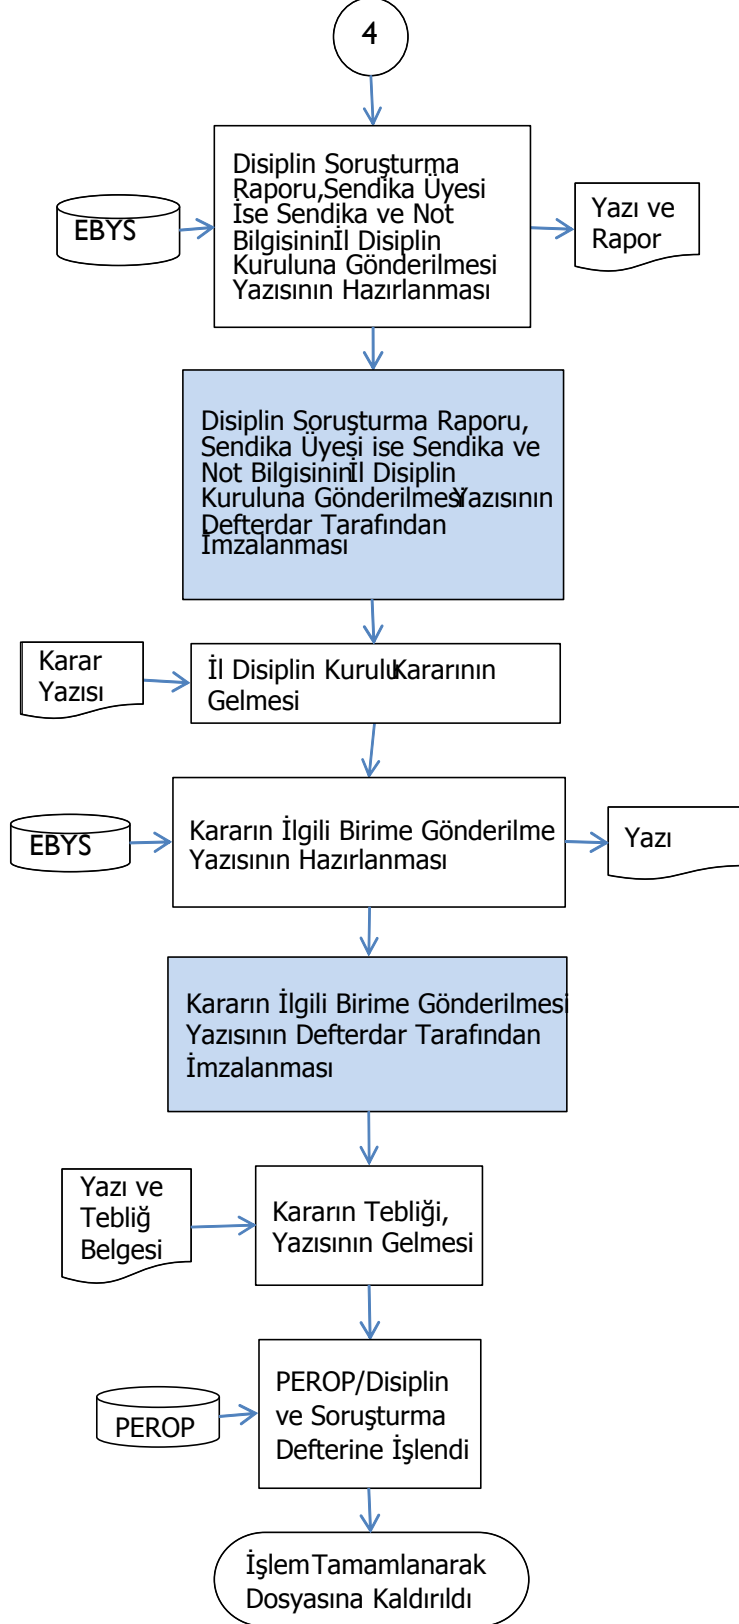 4
Disiplin Soruşturma
Raporu,Sendika Üyesi
İse Sendika ve Not
Bilgisininİl Disiplin
Kuruluna Gönderilmesi
Yazısının Hazırlanması
EBYS
Yazı ve
Rapor
Disiplin Soruşturma Raporu,
Sendika Üyeşi ise Sendika ve
Not Bilgisininİl Disiplin
Kuruluna GönderilmesiYazısının
Defterdar Tarafından
İmzalanması
Karar
Yazısı
İl Disiplin KuruluKararının
Gelmesi
EBYS
Kararın İlgili Birime Gönderilme
Yazısının Hazırlanması
Yazı
Kararın İlgili Birime Gönderilmesi
Yazısının Defterdar Tarafından
İmzalanması
Yazı ve
Tebliğ
Belgesi
Kararın Tebliği,
Yazısının Gelmesi
PEROP
PEROP/Disiplin
ve Soruşturma
Defterine İşlendi
İşlemTamamlanarak
Dosyasına Kaldırıldı